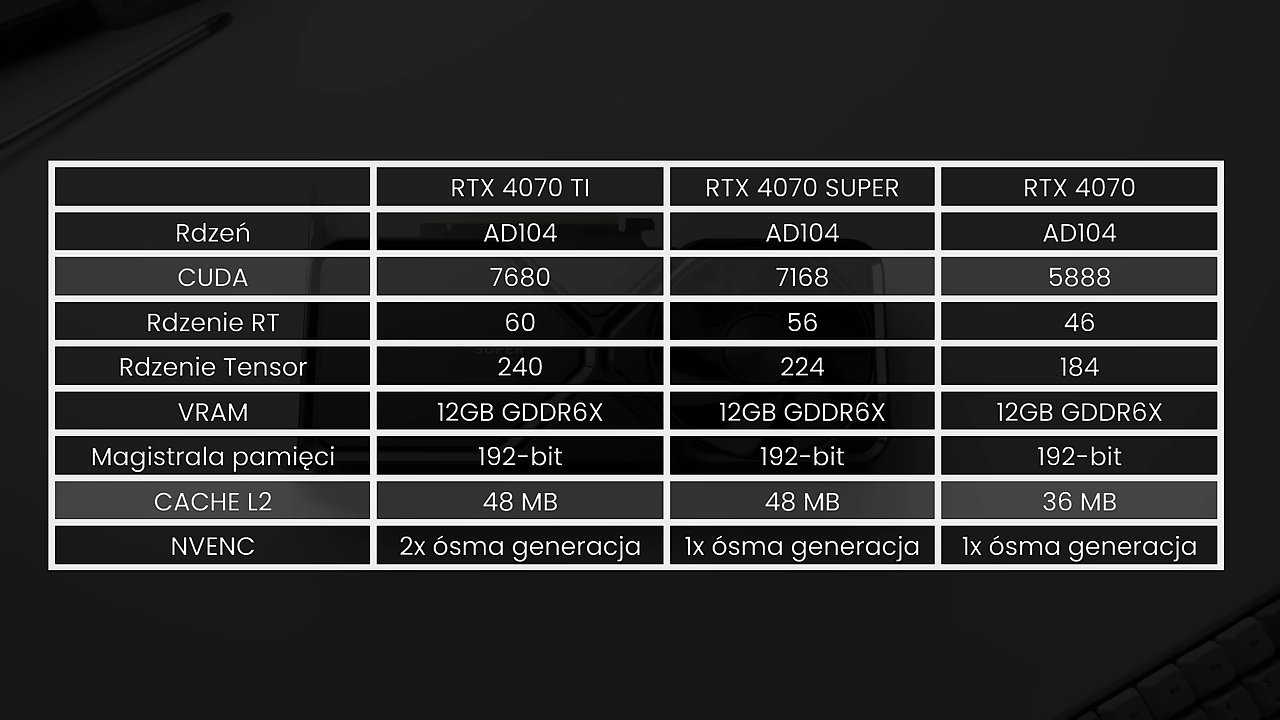 RTX 4070 TI RTX 4070 SUPER RTX 4070
Rdzeń AD104 AD104 AD104
CUDA 7680 7168 5888
Rdzenie RT 60 56 46
Rdzenie Tensor 240 224 184
VRAM 12GB GDDR6X 12GB GDDR6X 12GB GDDR6X
Magistrala pamięci 192-bit 192-bit 192-bit
CACHE L2 48 MB 48 MB 36 MB
NVENC 2x ósma generacja 1x ósma generacja 1x ósma generacja